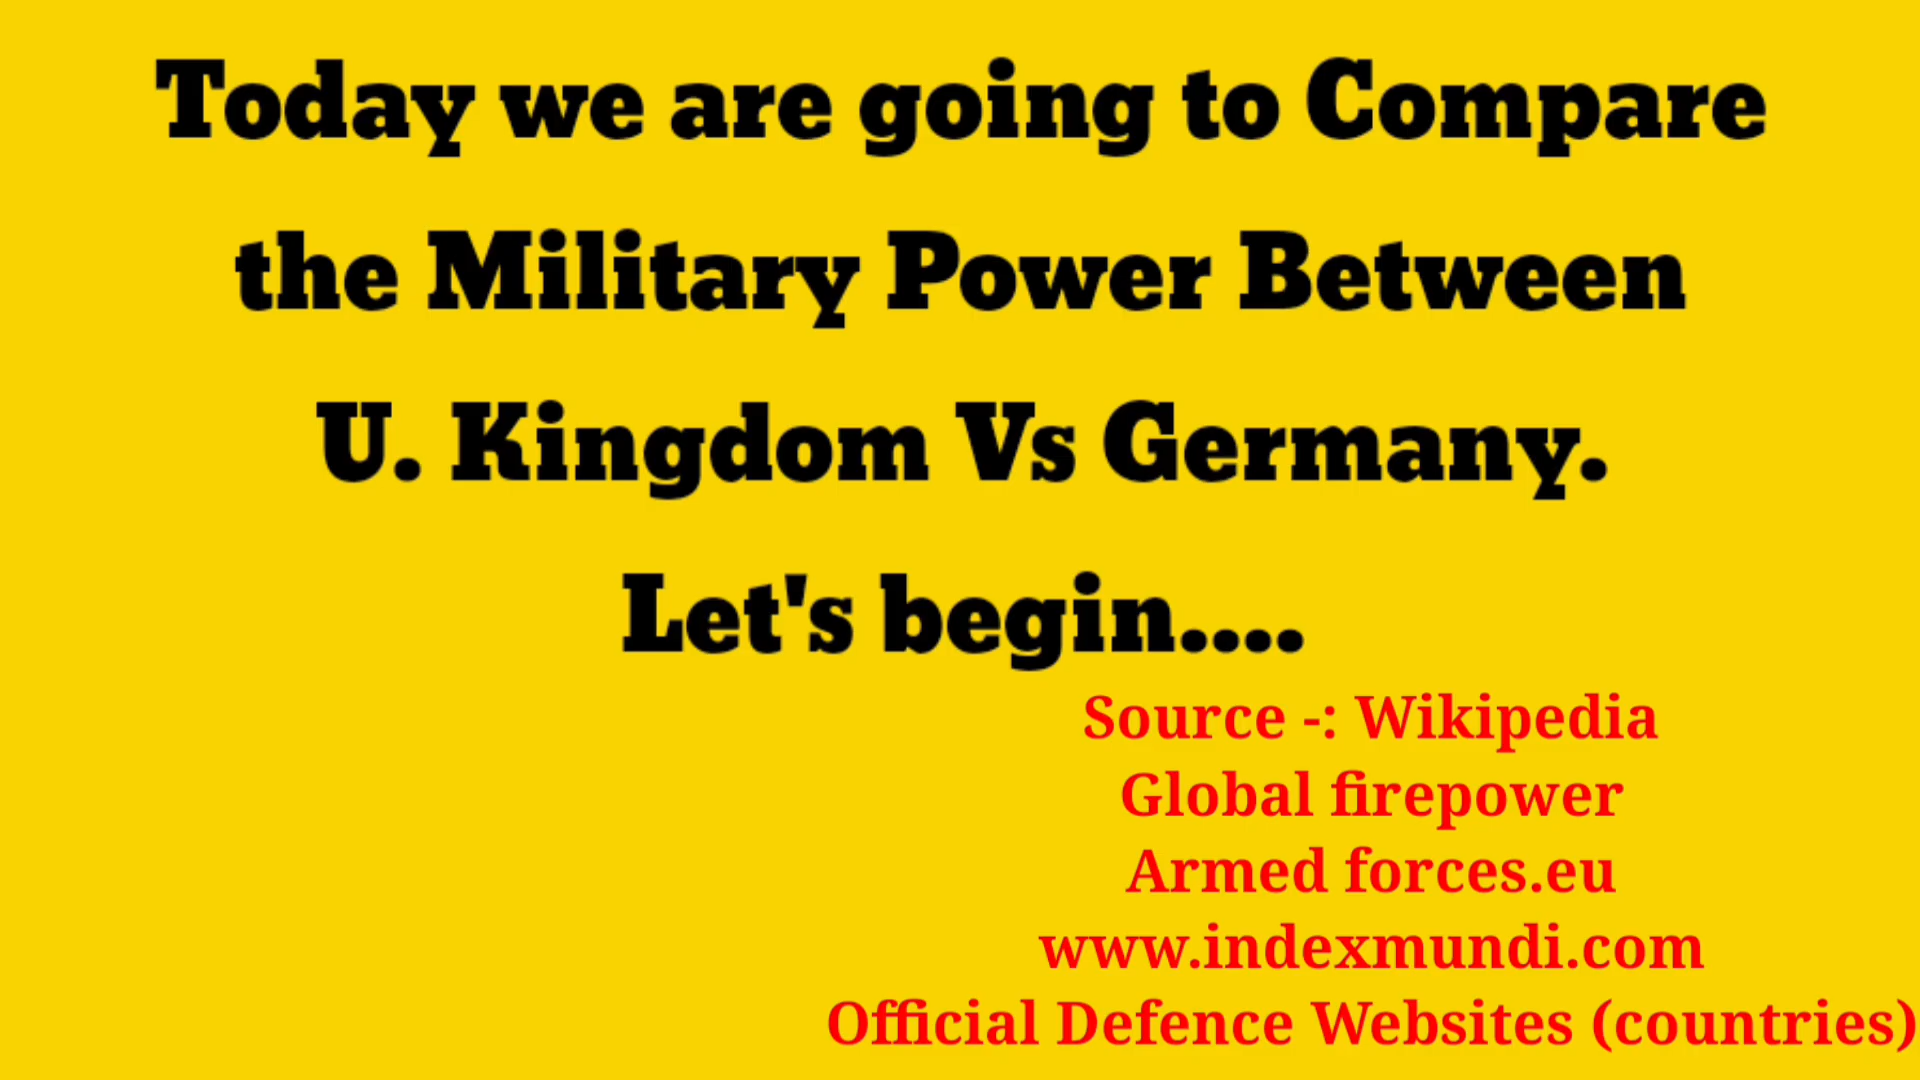 Today we are going to Compare
the Military Power Between
U. Kingdom Vs Germany.
Let's begin....
Source -: Wikipedia
Global firepower
Armed forces.eu
www.indexmundi.com
Official Defence Websites (countries)